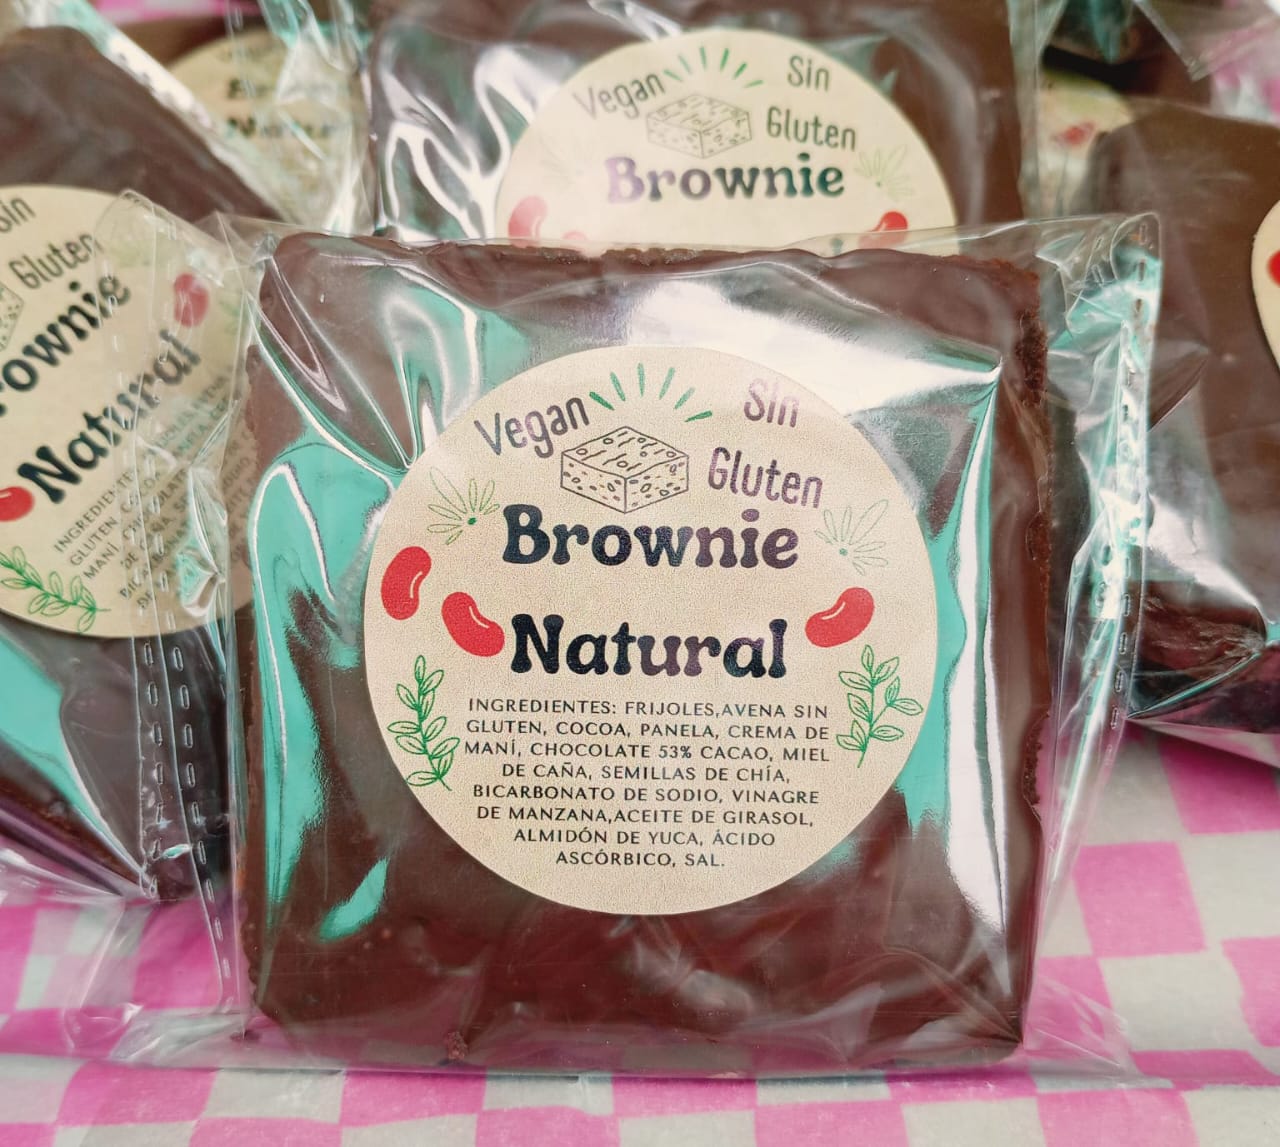 Vegan Sin
Gluten
Brownie
Sin
Gluten
Brownie
Natural
Vegan Sin
Gluten
Brownie
Natural
INGREDIENTES: FRIJOLES,AVENA SIN
GLUTEN, COCOA, PANELA, CREMA DE
MANÍ, CHOCOLATE 53% CACAO, MIEL
DE CAÑA, SEMILLAS DE CHÍA,
BICARBONATO DE SODIO, VINAGRE
DE MANZANA,ACEITE DE GIRASOL,
ALMIDÓN DE YUCA, ÁCIDO
ASCÓRBICO, SAL.